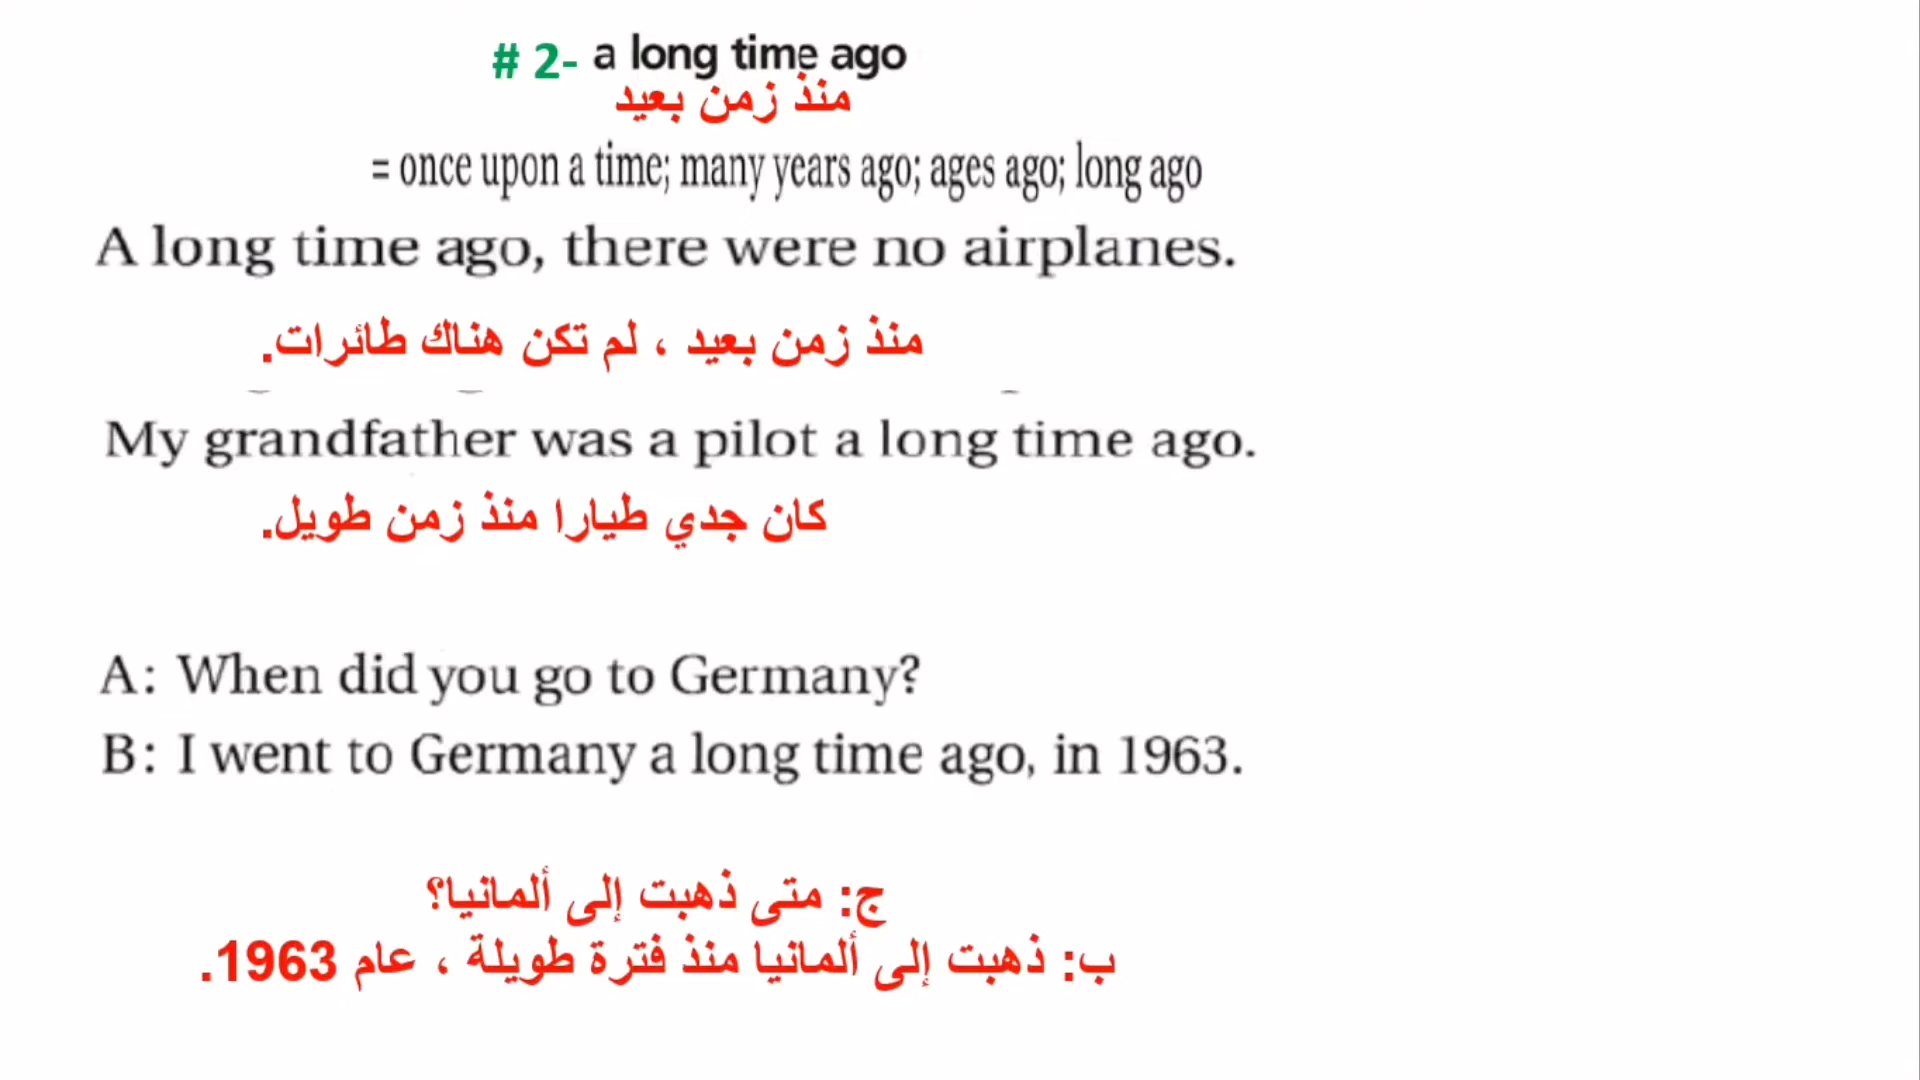 # 2- a long time ago
منذ زمن بعيد
= once upon a time; many years ago; ages ago; long ago
A long time ago, there were no airplanes.
منذ زمن بعيد ، لم تكن هناك طائرات.
My grandfather was a pilot a long time ago.
كان جدي طيارا منذ زمن طويل.
A: When did you go to Germany?
B: I went to Germany a long time ago, in 1963.
ج: متى ذهبت إلى ألمانيا؟
ب: ذهبت إلى ألمانيا منذ فترة طويلة ، عام 1963.